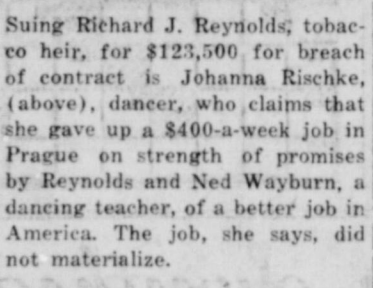 Suing Richard J. Reynolds, tobac-
co heir, for $123,500 for breach
of contract is Johanna Rischke,
(above), dancer, who claims that
she gave up a $400-a-week job in
Prague on strength of promises
by Reynolds and Ned Wayburn, a
dancing teacher, of a better job in
America. The job, she says, did
not materialize.